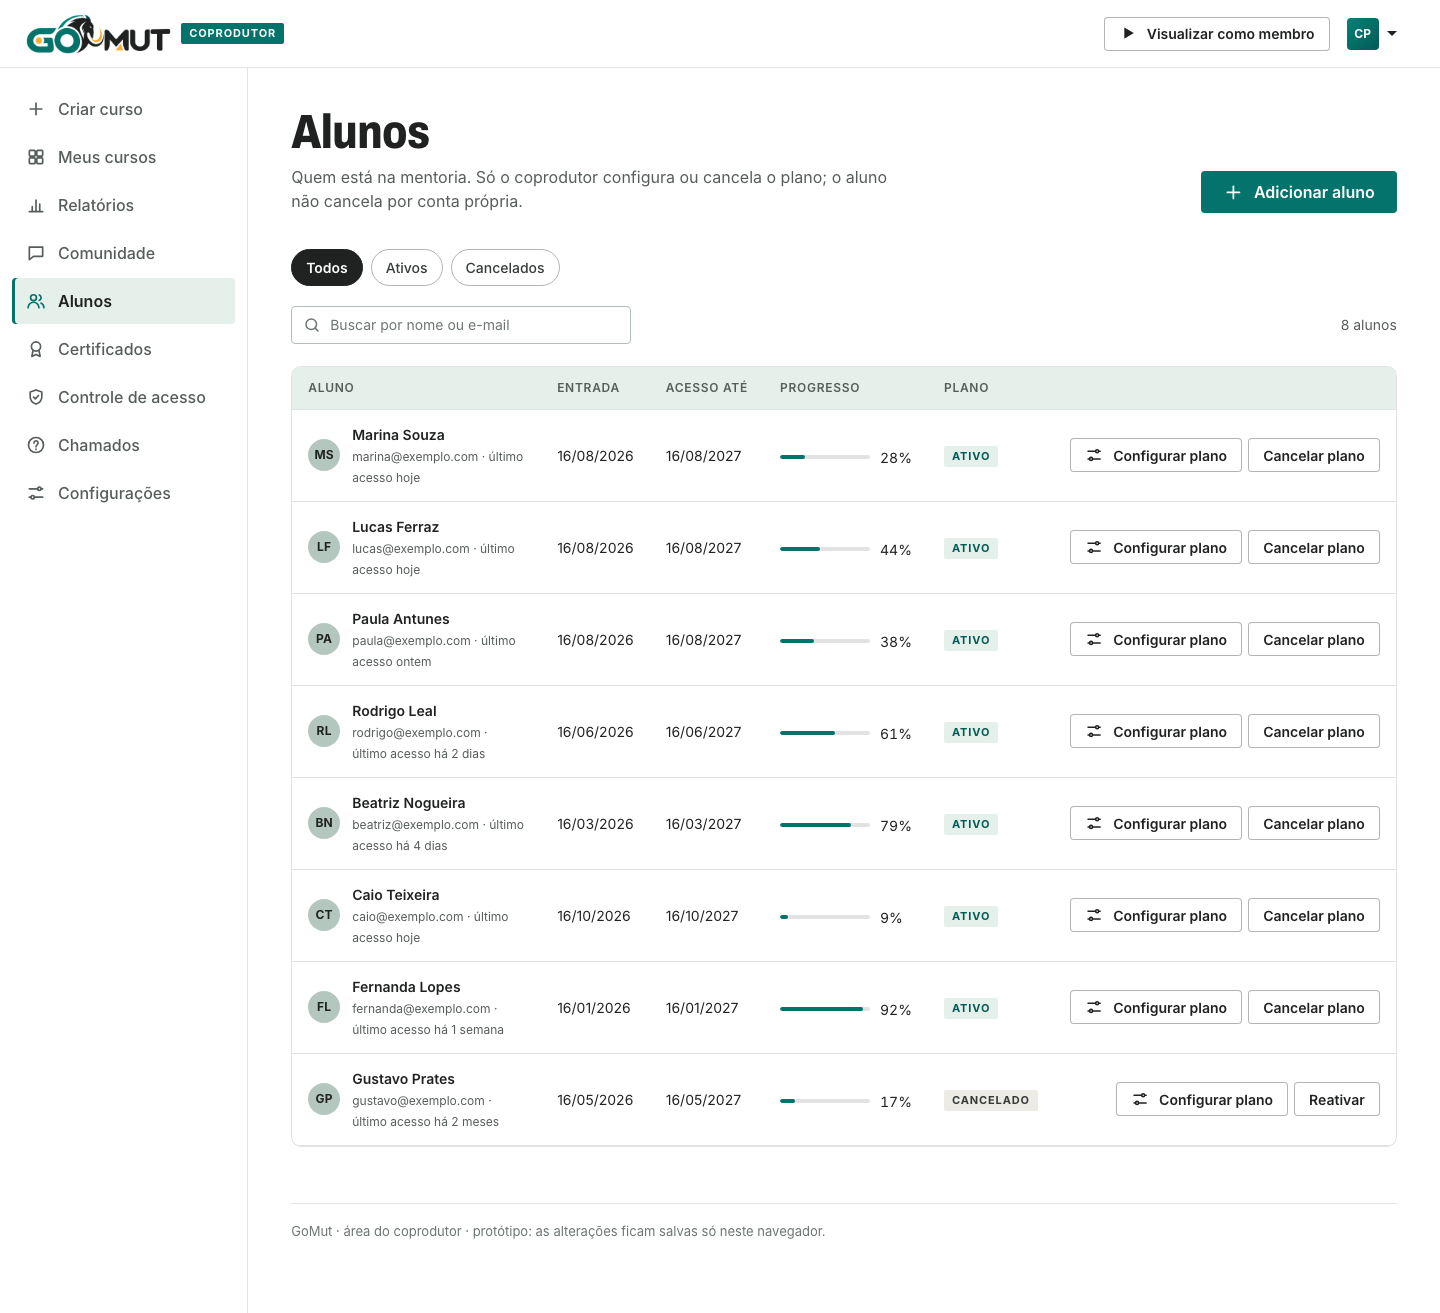 GOMUT COPRODUTOR
Visualizar como membro
CP
Criar curso
Meus cursos
Relatórios
Comunidade
Alunos
Certificados
Controle de acesso
Chamados
Configurações
Alunos
Quem está na mentoria. Só o coprodutor configura ou cancela o plano; o aluno
não cancela por conta própria.
Adicionar aluno
Todos Ativos Cancelados
Buscar por nome ou e-mail
8 alunos
ALUNO ENTRADA ACESSO ATÉ PROGRESSO PLANO
MS Marina Souza
marina@exemplo.com · último
acesso hoje
16/08/2026 16/08/2027 28% ATIVO Configurar plano Cancelar plano
LF Lucas Ferraz
lucas@exemplo.com · último
acesso hoje
16/08/2026 16/08/2027 44% ATIVO Configurar plano Cancelar plano
PA Paula Antunes
paula@exemplo.com · último
acesso ontem
16/08/2026 16/08/2027 38% ATIVO Configurar plano Cancelar plano
RL Rodrigo Leal
rodrigo@exemplo.com ·
último acesso há 2 dias
16/06/2026 16/06/2027 61% ATIVO Configurar plano Cancelar plano
BN Beatriz Nogueira
beatriz@exemplo.com · último
acesso há 4 dias
16/03/2026 16/03/2027 79% ATIVO Configurar plano Cancelar plano
CT Caio Teixeira
caio@exemplo.com · último
acesso hoje
16/10/2026 16/10/2027 9% ATIVO Configurar plano Cancelar plano
FL Fernanda Lopes
fernanda@exemplo.com ·
último acesso há 1 semana
16/01/2026 16/01/2027 92% ATIVO Configurar plano Cancelar plano
GP Gustavo Prates
gustavo@exemplo.com ·
último acesso há 2 meses
16/05/2026 16/05/2027 17% CANCELADO Configurar plano Reativar
GoMut · área do coprodutor · protótipo: as alterações ficam salvas só neste navegador.